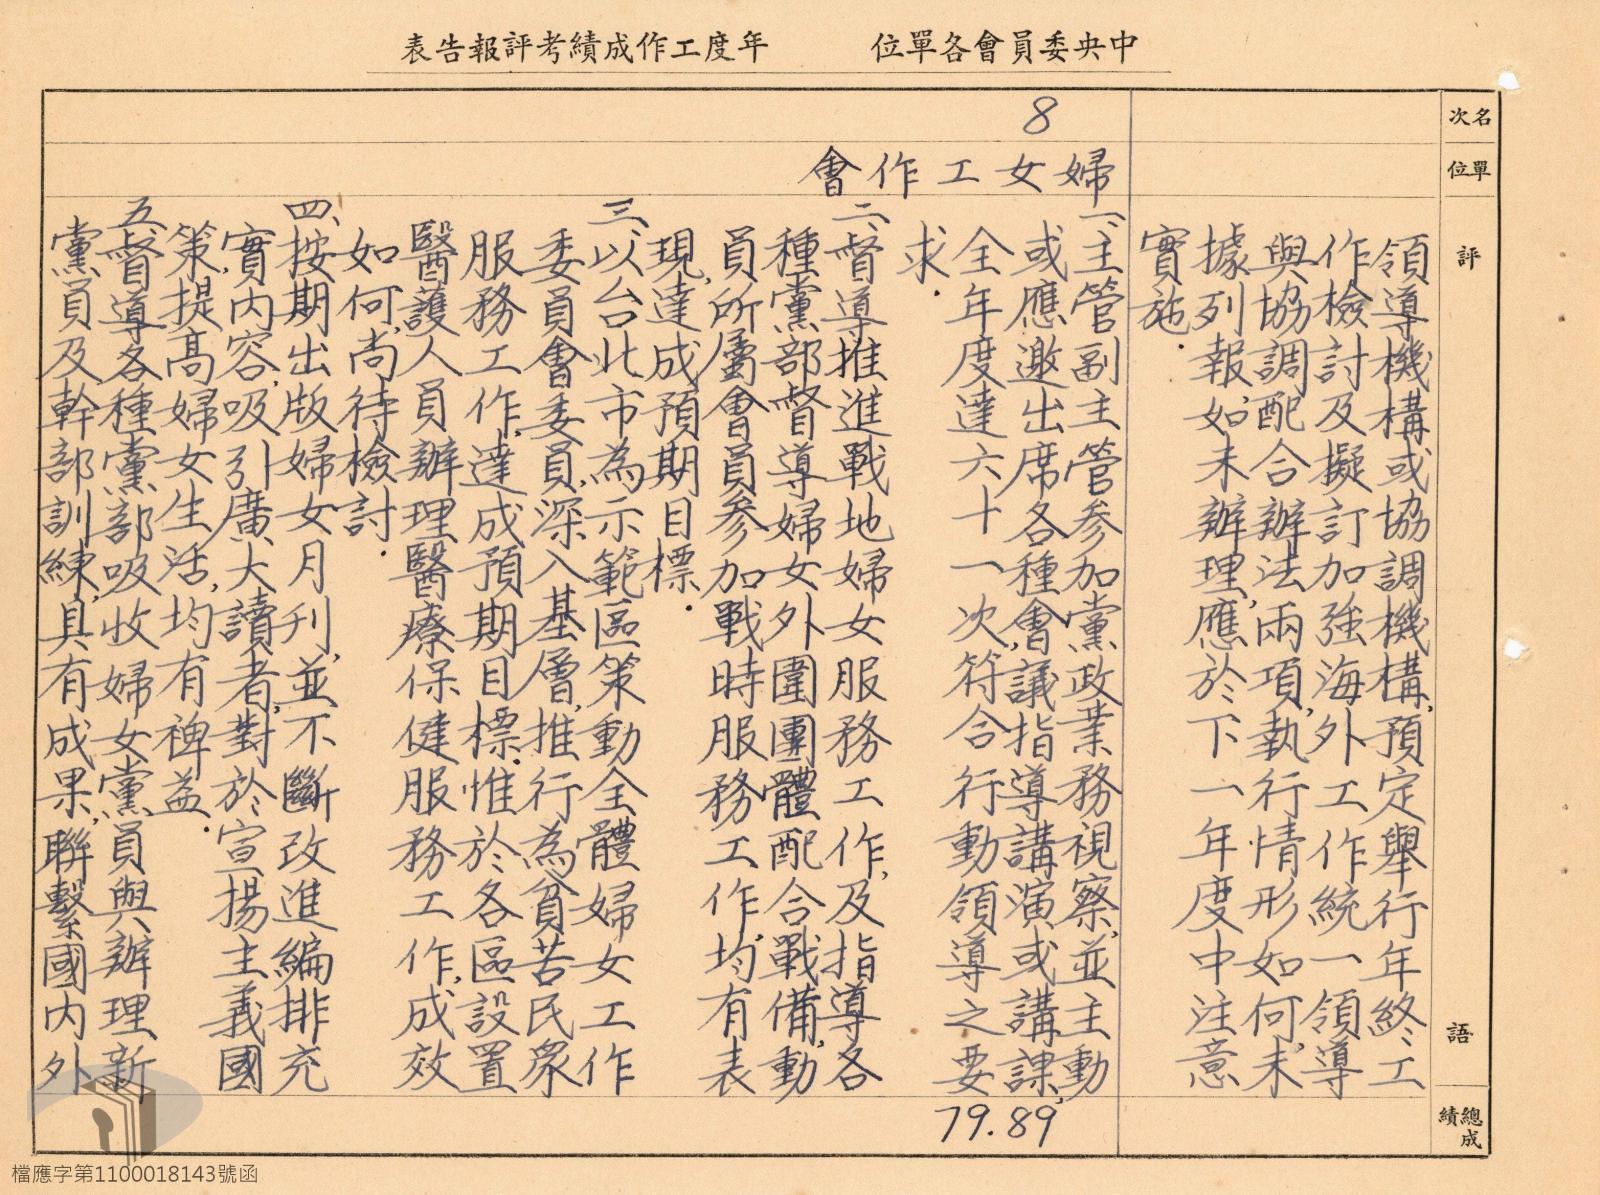 中央委員會各單位　　年度工作成績考評報告表
名次
單位
評語
總成績
領導機構或協調機構，預定舉行年終工
作檢討及擬訂加強海外工作統一領導
與協調配合辦法兩項，執行情形如何，未
據列報，如未辦理，應於下一年度中注意
實施．
8
婦女工作會
一、主管副主管參加黨政業務視察，並主動
或應邀出席各種會議指導講演或講課，
全年度達六十一次，符合行動領導之要
求．
二、督導推進戰地婦女服務工作，及指導各
種黨部督導婦女外圍團體配合戰備，動
員所屬會員參加戰時服務工作，均有表
現，達成預期目標．
三、以台北市為示範區策動全體婦女工作
委員會委員，深入基層，推行為貧苦民眾
服務工作，達成預期目標．惟於各區設置
醫護人員辦理醫療保健服務工作，成效
如何，尚待檢討．
四、按期出版婦女月刊，並不斷改進編排充
實內容，吸引廣大讀者，對於宣揚主義國
策，提高婦女生活，均有裨益．
五、督導各種黨部吸收婦女黨員與辦理新
黨員及幹部訓練，具有成果，聯繫國內外
79.89
檔應字第1100018143號函